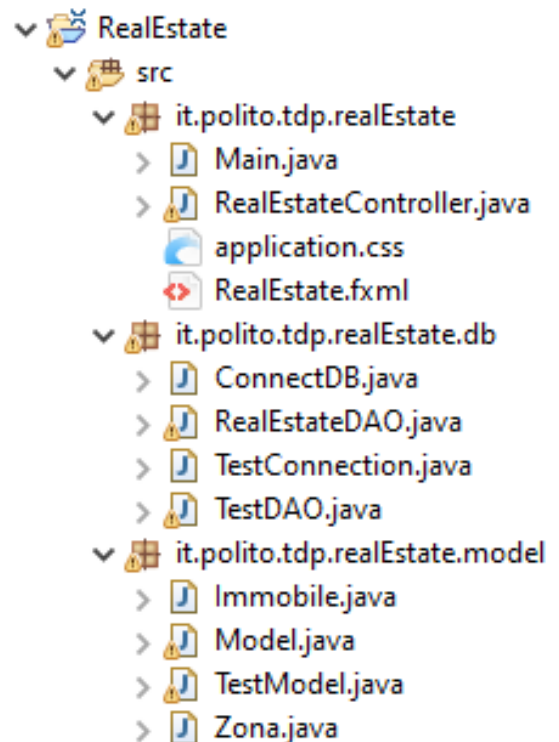 RealEstate
src
it.polito.tdp.realEstate
Main.java
RealEstateController.java
application.css
RealEstate.fxml
it.polito.tdp.realEstate.db
ConnectDB.java
RealEstateDAO.java
TestConnection.java
TestDAO.java
it.polito.tdp.realEstate.model
Immobile.java
Model.java
TestModel.java
Zona.java